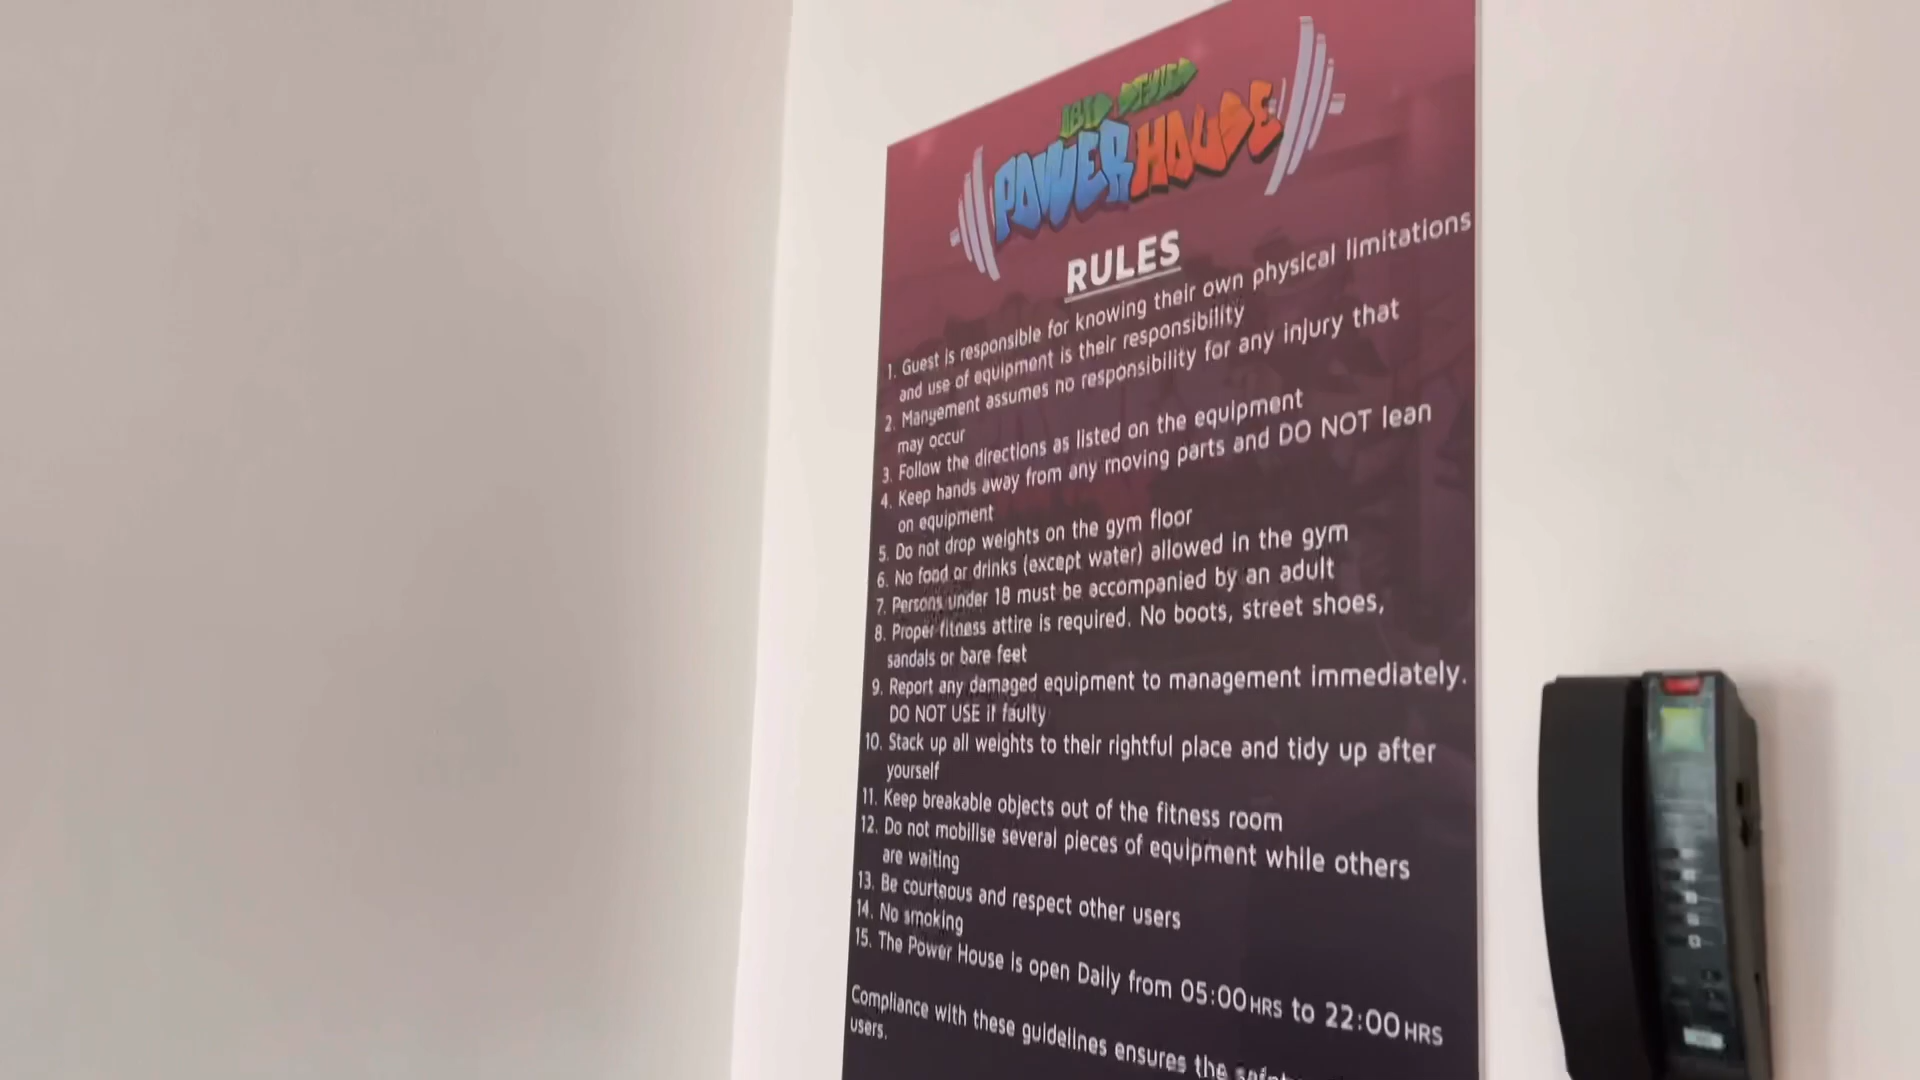 IBIS STYLES
POWERHOUSE
RULES
1. Guest is responsible for knowing their own physical limitations
and use of equipment is their responsibility
2. Mangement assumes no responsibility for any injury that
may occur
3. Follow the directions as listed on the equipment
4. Keep hands away from any moving parts and DO NOT lean
on equipment
5. Do not drop weights on the gym floor
6. No food or drinks (except water) allowed in the gym
7. Persons under 18 must be accompanied by an adult
8. Proper fitness attire is required. No boots, street shoes,
sandals or bare feet
9. Report any damaged equipment to management immediately.
DO NOT USE if faulty
10. Stack up all weights to their rightful place and tidy up after
yourself
11. Keep breakable objects out of the fitness room
12. Do not mobilise several pieces of equipment while others
are waiting
13. Be courteous and respect other users
14. No smoking
15. The Power House is open Daily from 05:00HRS to 22:00HRS
Compliance with these guidelines ensures the
users.